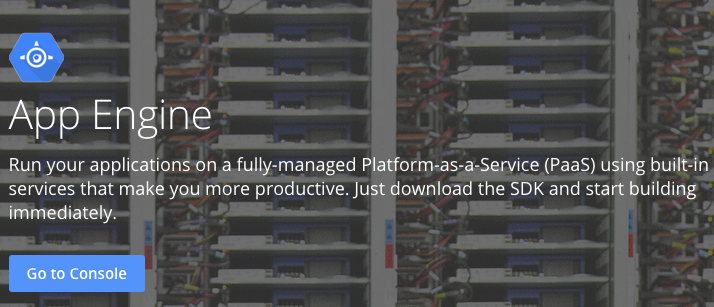 App Engine
Run your applications on a fully-managed Platform-as-a-Service (PaaS) using built-in
services that make you more productive. Just download the SDK and start building
immediately.
Go to Console